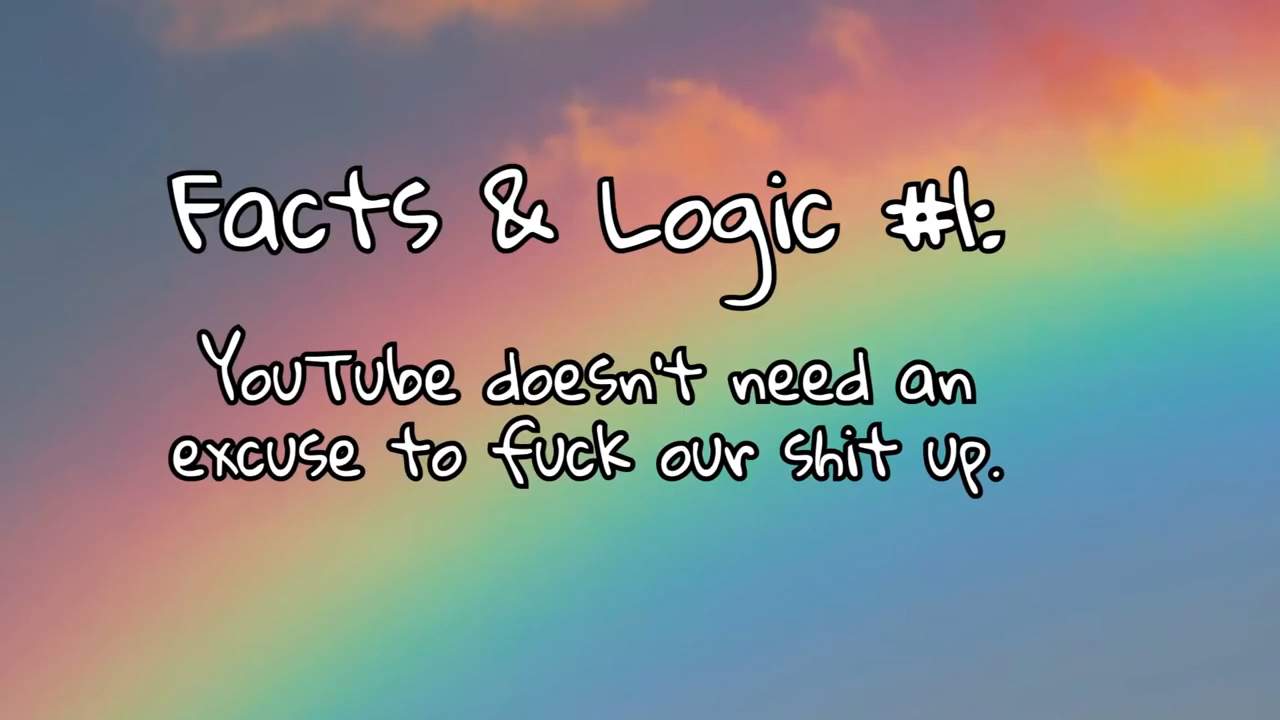 Facts & Logic #1:
YouTube doesn't need an
excuse to fuck our shit up.